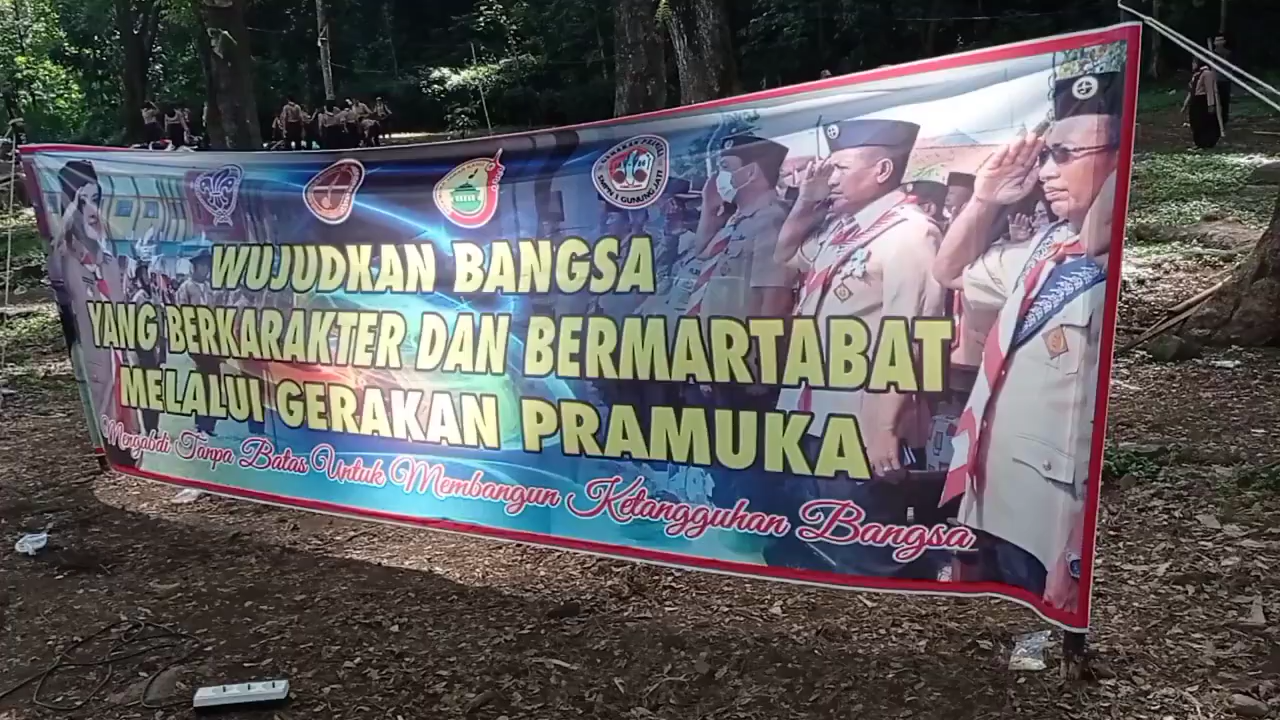 WUJUDKAN BANGSA
YANG BERKARAKTER DAN BERMARTABAT
MELALUI GERAKAN PRAMUKA
Mengabdi Tanpa Batas Untuk Membangun Ketangguhan Bangsa